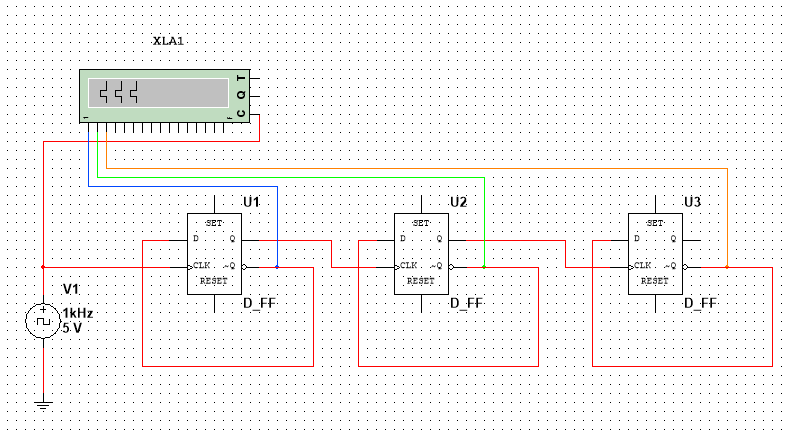 XLA1
T
Q
C
1
F
U1
U2
U3
SET
SET
SET
D Q
D Q
D Q
CLK ~Q
CLK ~Q
CLK ~Q
RESET
RESET
RESET
D_FF
D_FF
D_FF
V1
1kHz
5 V